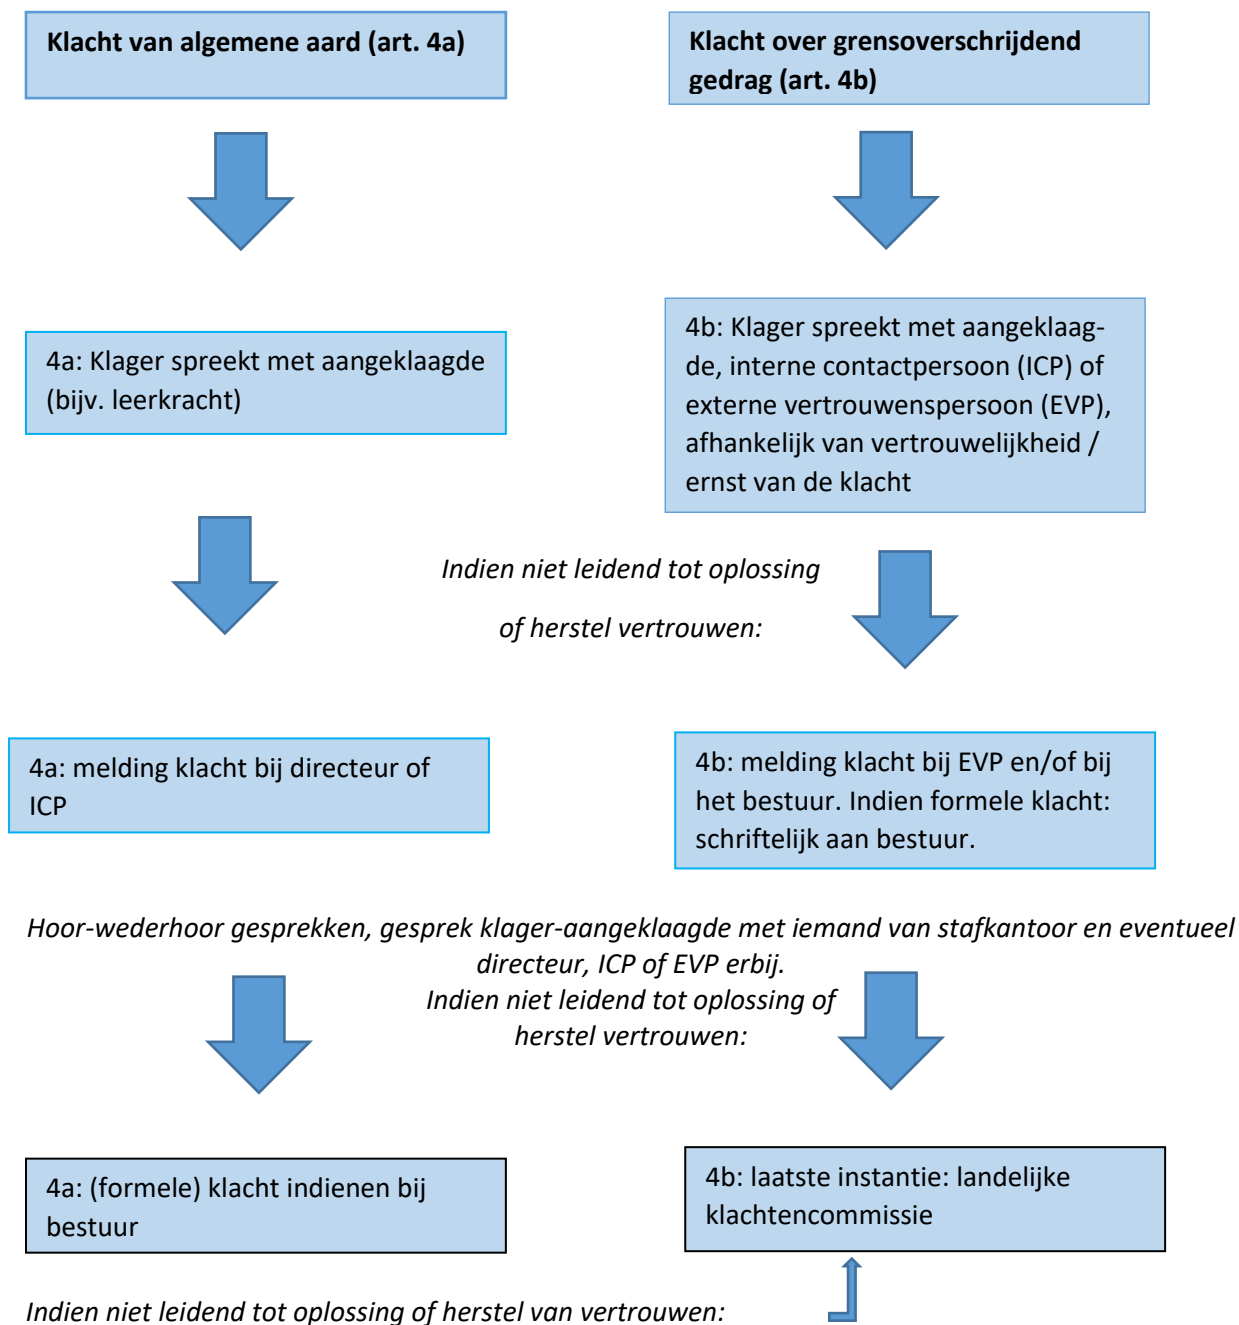 Klacht van algemene aard (art. 4a)
Klacht over grensoverschrijdend
gedrag (art. 4b)
4a: Klager spreekt met aangeklaagde
(bijv. leerkracht)
4b: Klager spreekt met aangeklaag-
de, interne contactpersoon (ICP) of
externe vertrouwenspersoon (EVP),
afhankelijk van vertrouwelijkheid /
ernst van de klacht
Indien niet leidend tot oplossing
of herstel vertrouwen:
4a: melding klacht bij directeur of
ICP
4b: melding klacht bij EVP en/of bij
het bestuur. Indien formele klacht:
schriftelijk aan bestuur.
Hoor-wederhoor gesprekken, gesprek klager-aangeklaagde met iemand van stafkantoor en eventueel
directeur, ICP of EVP erbij.
Indien niet leidend tot oplossing of
herstel vertrouwen:
4a: (formele) klacht indienen bij
bestuur
4b: laatste instantie: landelijke
klachtencommissie
Indien niet leidend tot oplossing of herstel van vertrouwen: